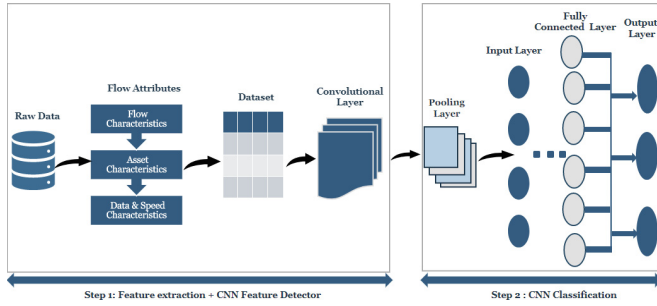 Raw Data
Flow Attributes
Flow
Characteristics
Asset
Characteristics
Data & Speed
Characteristics
Dataset
Convolutional
Layer
Step 1: Feature extraction + CNN Feature Detector
Pooling
Layer
Input Layer
Fully
Connected Layer
Output
Layer
Step 2 : CNN Classification